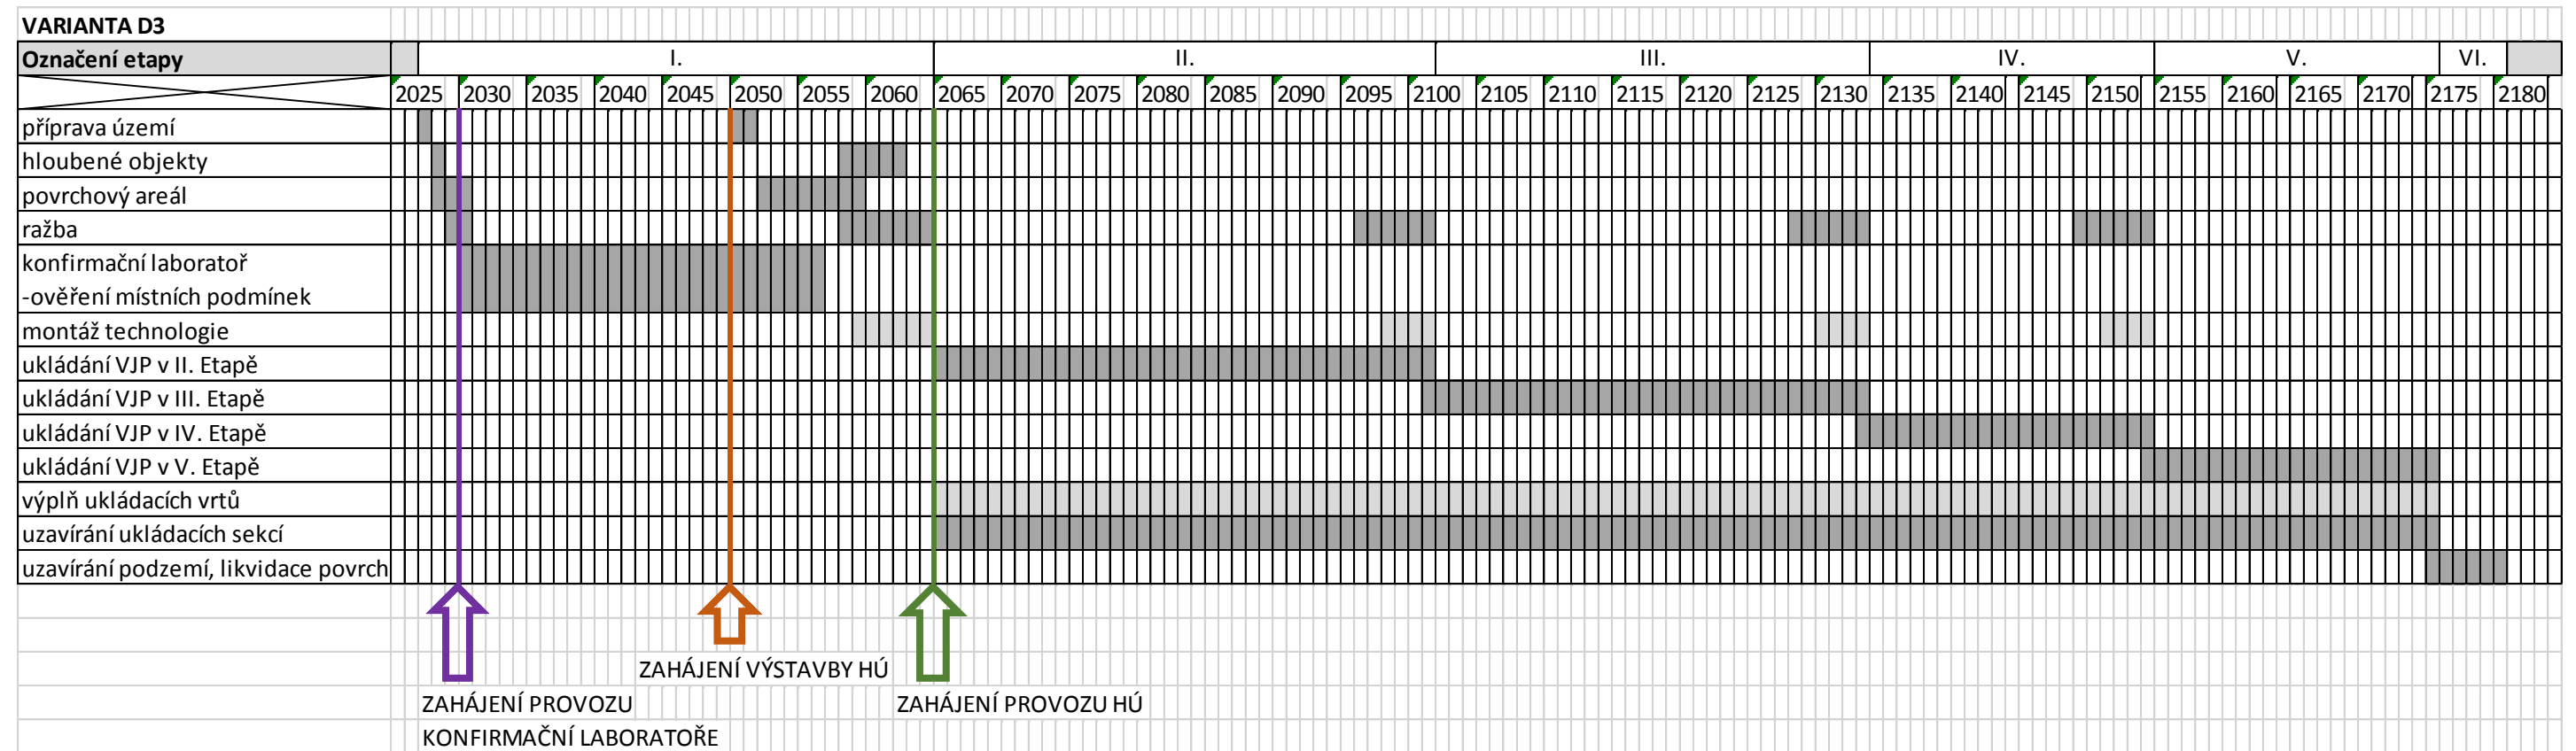 VARIANTA D3
Označení etapy I. II. III. IV. V. VI.
2025 2030 2035 2040 2045 2050 2055 2060 2065 2070 2075 2080 2085 2090 2095 2100 2105 2110 2115 2120 2125 2130 2135 2140 2145 2150 2155 2160 2165 2170 2175 2180
příprava území
hloubené objekty
povrchový areál
ražba
konfirmační laboratoř
-ověření místních podmínek
montáž technologie
ukládání VJP v II. Etapě
ukládání VJP v III. Etapě
ukládání VJP v IV. Etapě
ukládání VJP v V. Etapě
výplň ukládacích vrtů
uzavírání ukládacích sekcí
uzavírání podzemí, likvidace povrch
ZAHÁJENÍ VÝSTAVBY HÚ
ZAHÁJENÍ PROVOZU ZAHÁJENÍ PROVOZU HÚ
KONFIRMAČNÍ LABORATOŘE